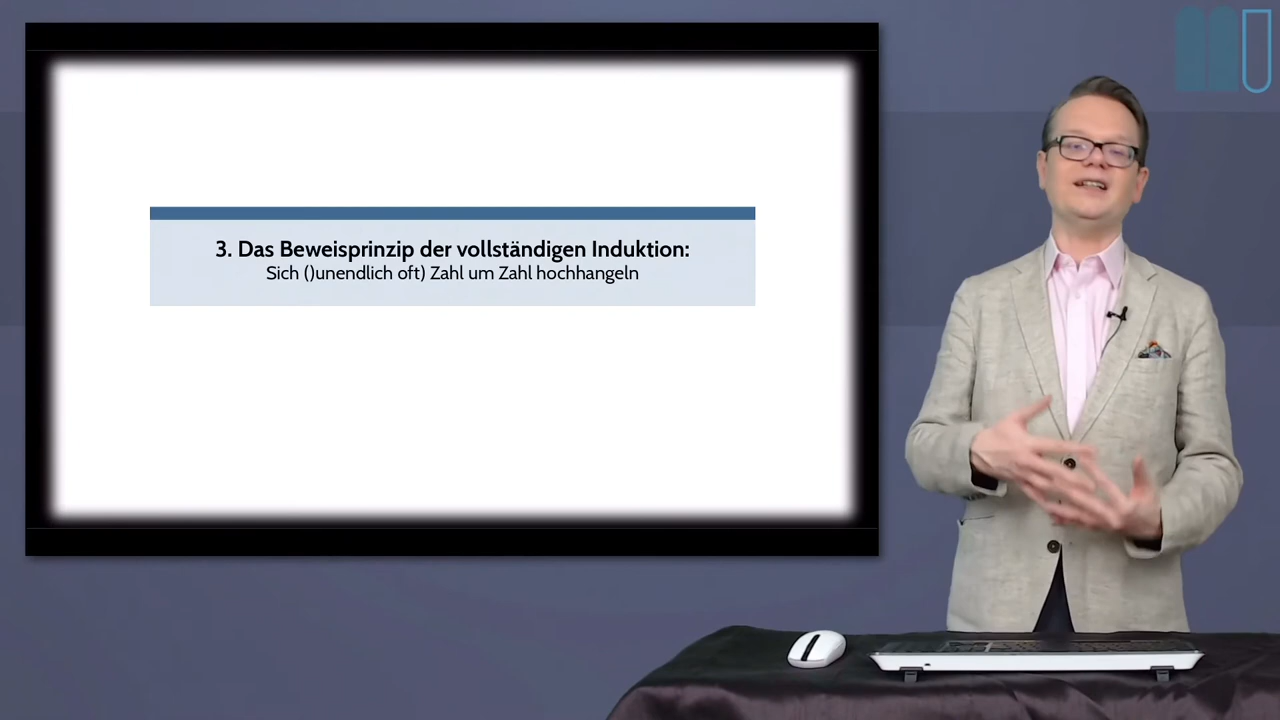 3. Das Beweisprinzip der vollständigen Induktion:
Sich ()unendlich oft) Zahl um Zahl hochhangeln